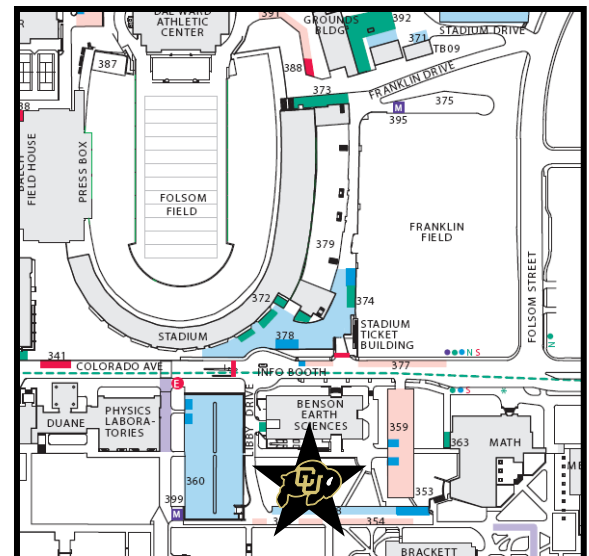 DAL WARD
ATHLETIC
CENTER
391
GROUNDS
BLDG.
392
STADIUM DRIVE
371
TB09
387
388
FRANKLIN DRIVE
373
375
M
395
FIELD HOUSE
PRESS BOX
FOLSOM
FIELD
FRANKLIN
FIELD
379
FOLSOM STREET
372
374
STADIUM
TICKET
BUILDING
STADIUM
378
N
341
COLORADO AVE
INFO BOOTH
377
N S
E
S
DUANE
PHYSICS
LABORA-
TORIES
BENSON
EARTH
SCIENCES
359
363
MATH
360
353
399
M
CU
354
BRACKETT